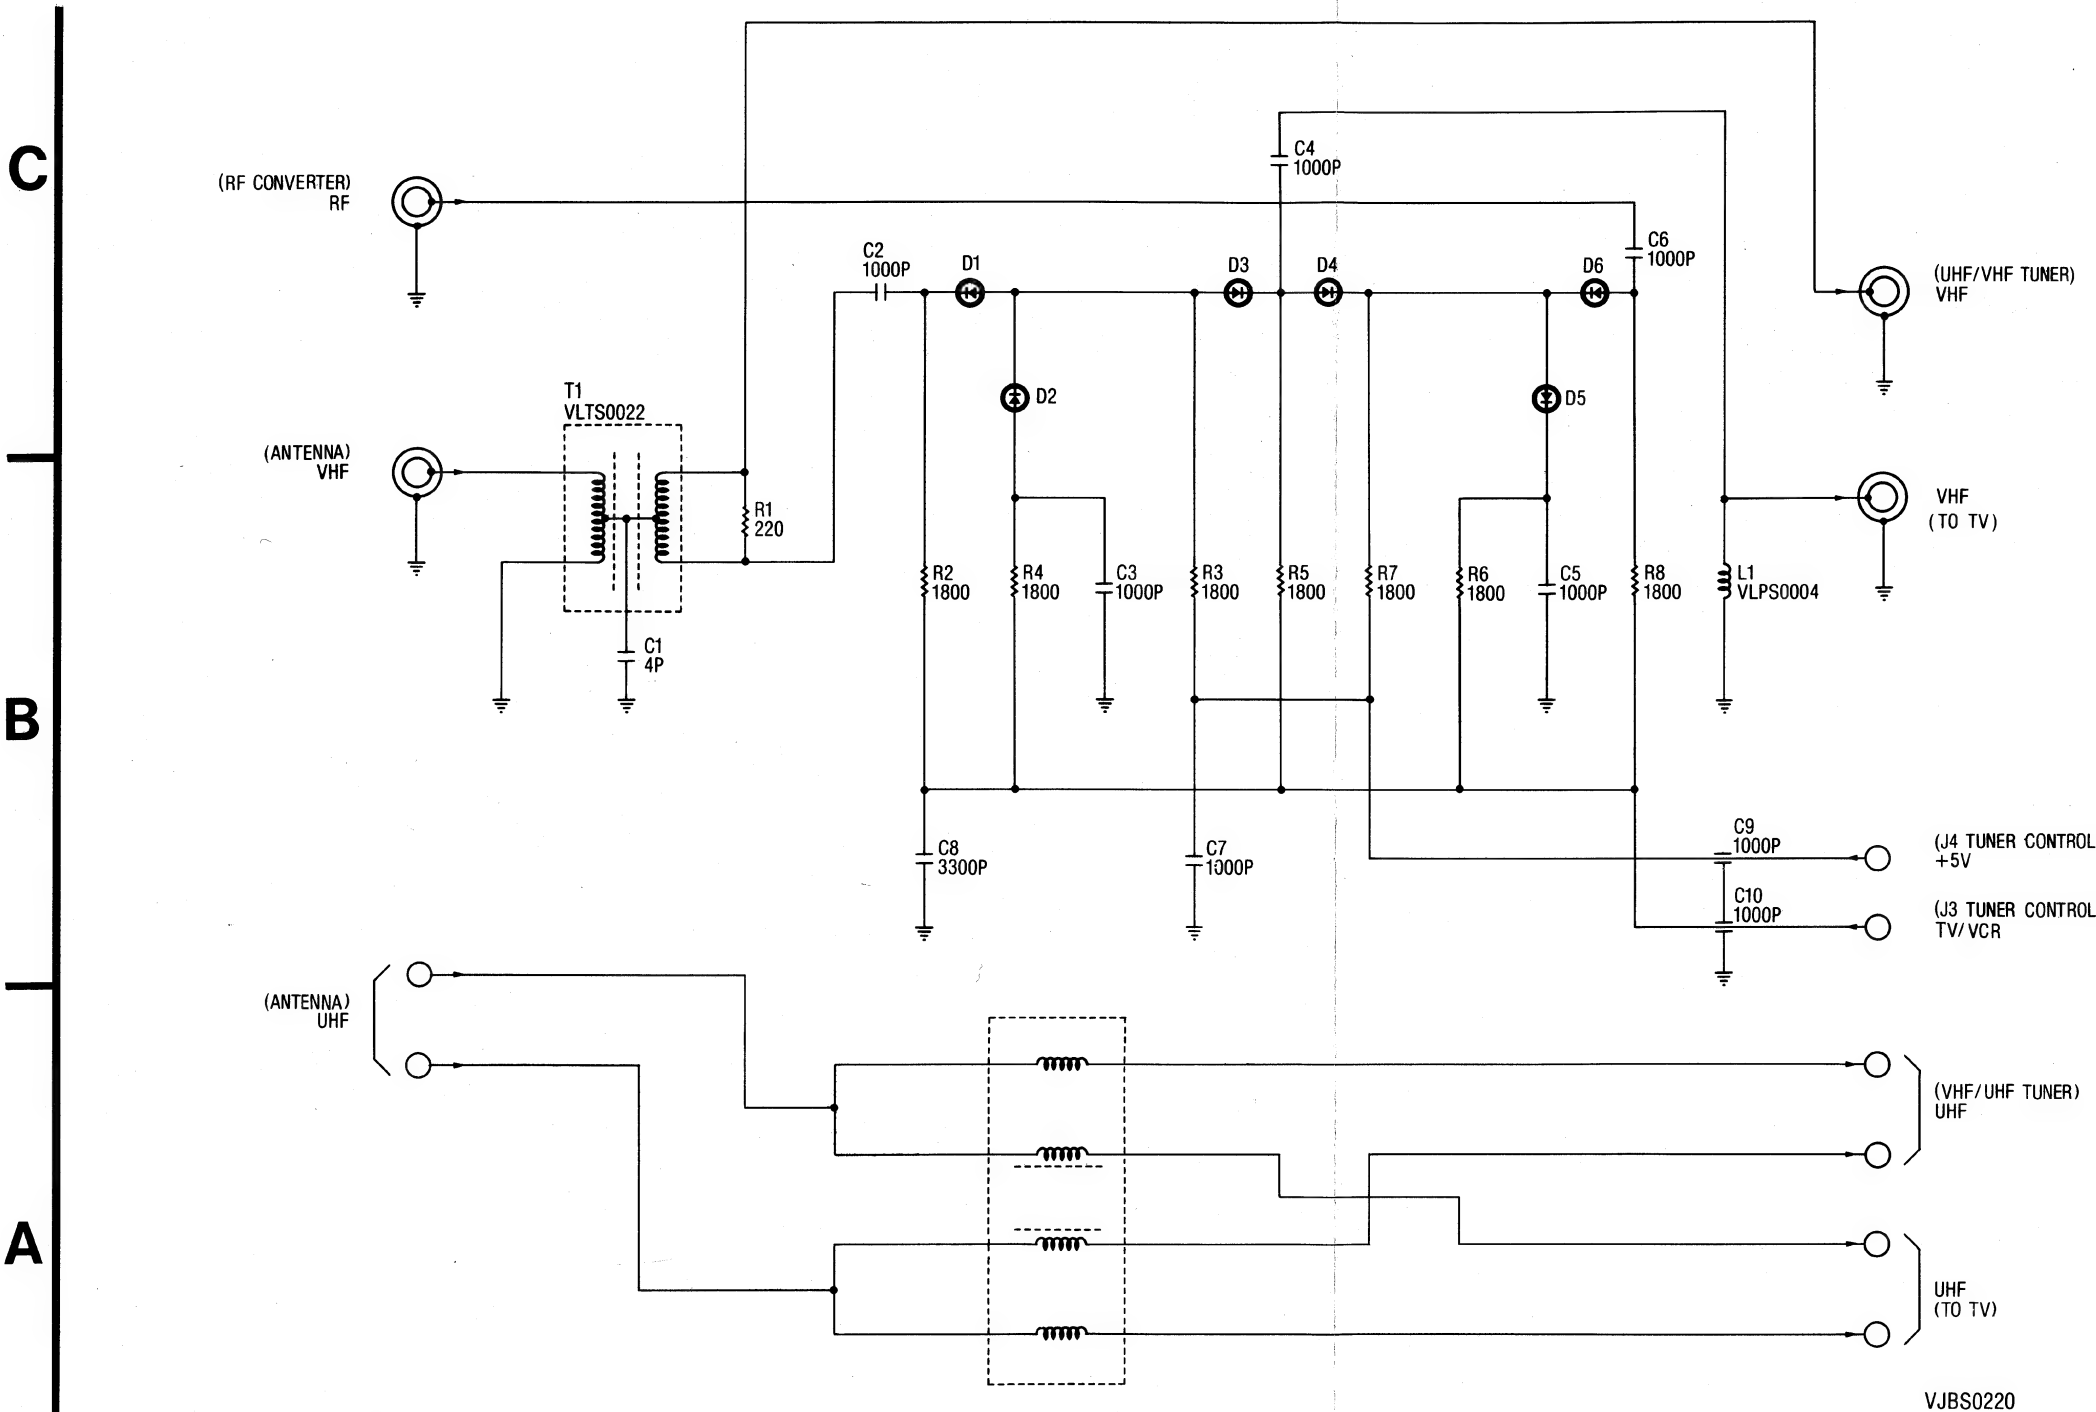 C
C4
1000P
(RF CONVERTER)
RF
C2
1000P
D1
D3
D4
D6
C6
1000P
(UHF/VHF TUNER)
VHF
T1
VLTS0022
D2
D5
(ANTENNA)
VHF
R1
220
VHF
(TO TV)
R2
1800
R4
1800
C3
1000P
R3
1800
R5
1800
R7
1800
R6
1800
C5
1000P
R8
1800
L1
VLPS0004
C1
4P
B
C8
3300P
C7
1000P
C9
1000P
(J4 TUNER CONTROL
+5V
C10
1000P
(J3 TUNER CONTROL
TV/VCR
(ANTENNA)
UHF
(VHF/UHF TUNER)
UHF
A
UHF
(TO TV)
VJBS0220